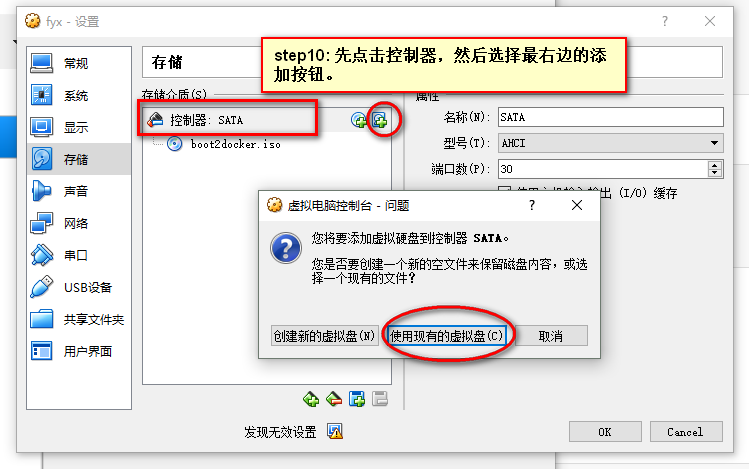 fyx - 设置
step10: 先点击控制器，然后选择最右边的添
加按钮。
常规
系统
显示
存储
声音
网络
串口
USB设备
共享文件夹
用户界面
存储
存储介质(S)
控制器: SATA
boot2docker.iso
属性
名称(N): SATA
型号(T): AHCI
端口数(P): 30
(I/O) 缓存
虚拟电脑控制台 - 问题
您将要添加虚拟硬盘到控制器 SATA。
您是否要创建一个新的空文件来保留磁盘内容，或选
择一个现有的文件?
创建新的虚拟盘(N)
使用现有的虚拟盘(C)
取消
发现无效设置
OK
Cancel